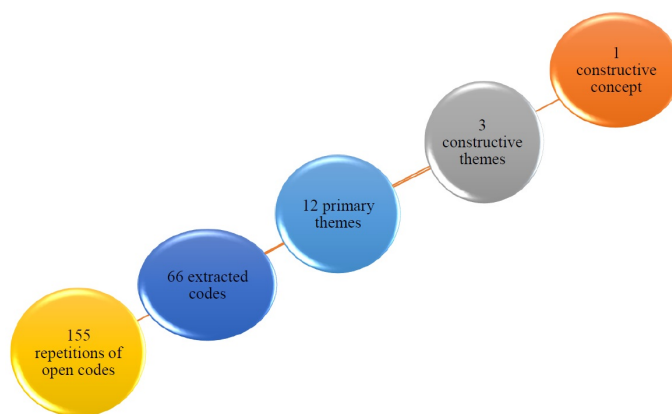 1
constructive
concept
3
constructive
themes
12 primary
themes
66 extracted
codes
155
repetitions of
open codes